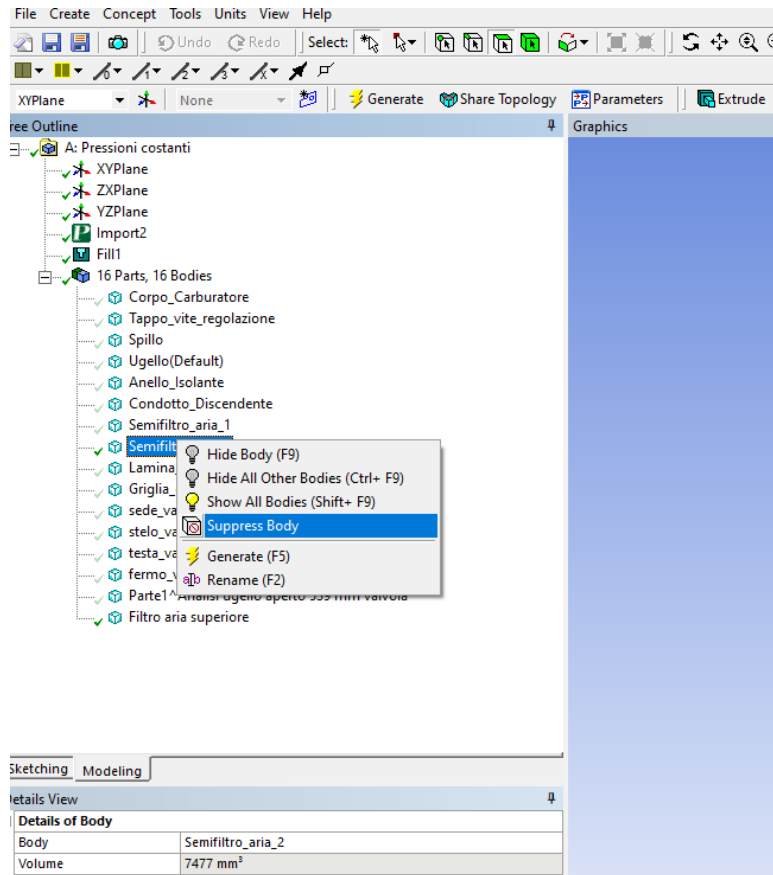 File Create Concept Tools Units View Help
Undo Redo Select:
XYPlane None Generate Share Topology Parameters Extrude
ree Outline Graphics
A: Pressioni costanti
XYPlane
ZXPlane
YZPlane
Import2
Fill1
16 Parts, 16 Bodies
Corpo_Carburatore
Tappo_vite_regolazione
Spillo
Ugello(Default)
Anello_Isolante
Condotto_Discendente
Semifiltro_aria_1
Semifilt
Hide Body (F9)
Lamina_
Hide All Other Bodies (Ctrl+ F9)
Griglia_
Show All Bodies (Shift+ F9)
sede_va
Suppress Body
stelo_va
testa_va
Generate (F5)
fermo_v
Rename (F2)
Parte1^Analisi ugello aperto 539 mm valvola
Filtro aria superiore
Sketching Modeling
etails View
Details of Body
Body Semifiltro_aria_2
Volume 7477 mm³